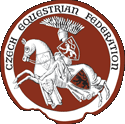 CZECH EQUESTRIAN FEDERATION